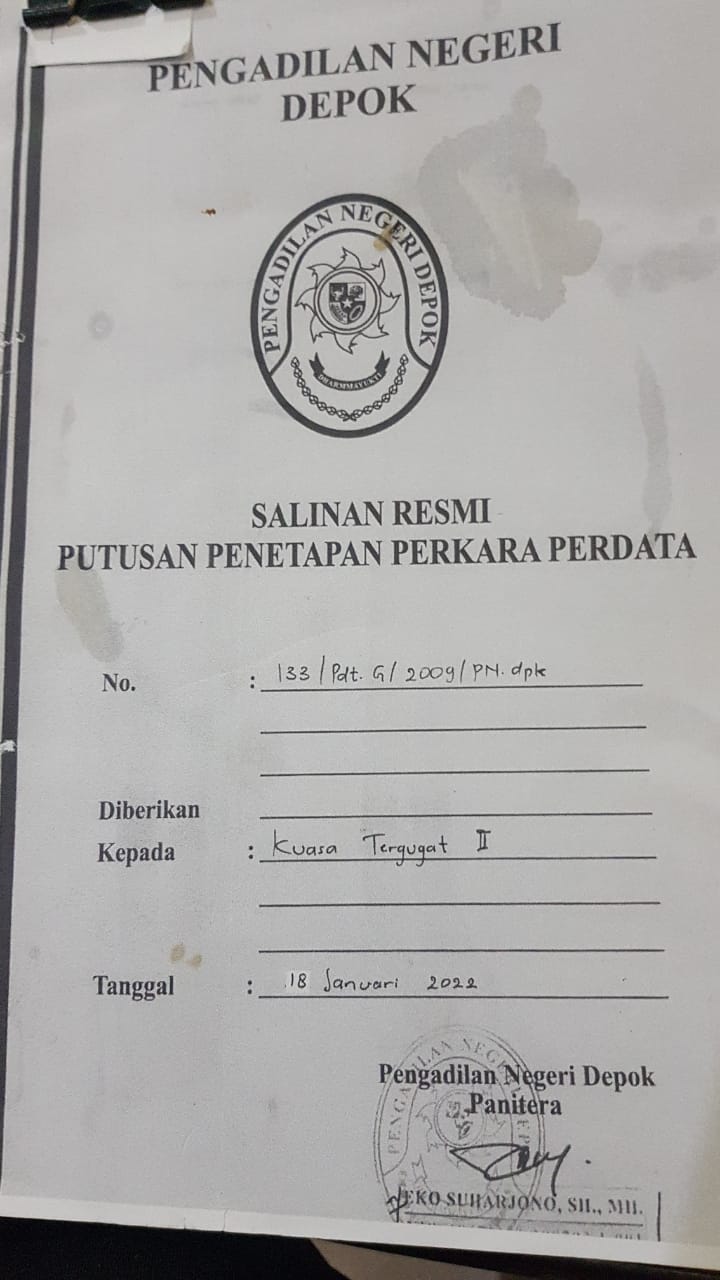 PENGADILAN NEGERI
DEPOK
PENGADILAN NEGERI DEPOK
DHARMMAYUKTI
SALINAN RESMI
PUTUSAN PENETAPAN PERKARA PERDATA
No. : 133/Pdt. G/ 2009/PN. dpk
Diberikan
Kepada : Kuasa Tergugat II
Tanggal : 18 Januari 2022
Pengadilan Negeri Depok
Panitera
EKO SUHARJONO, SH., MH.